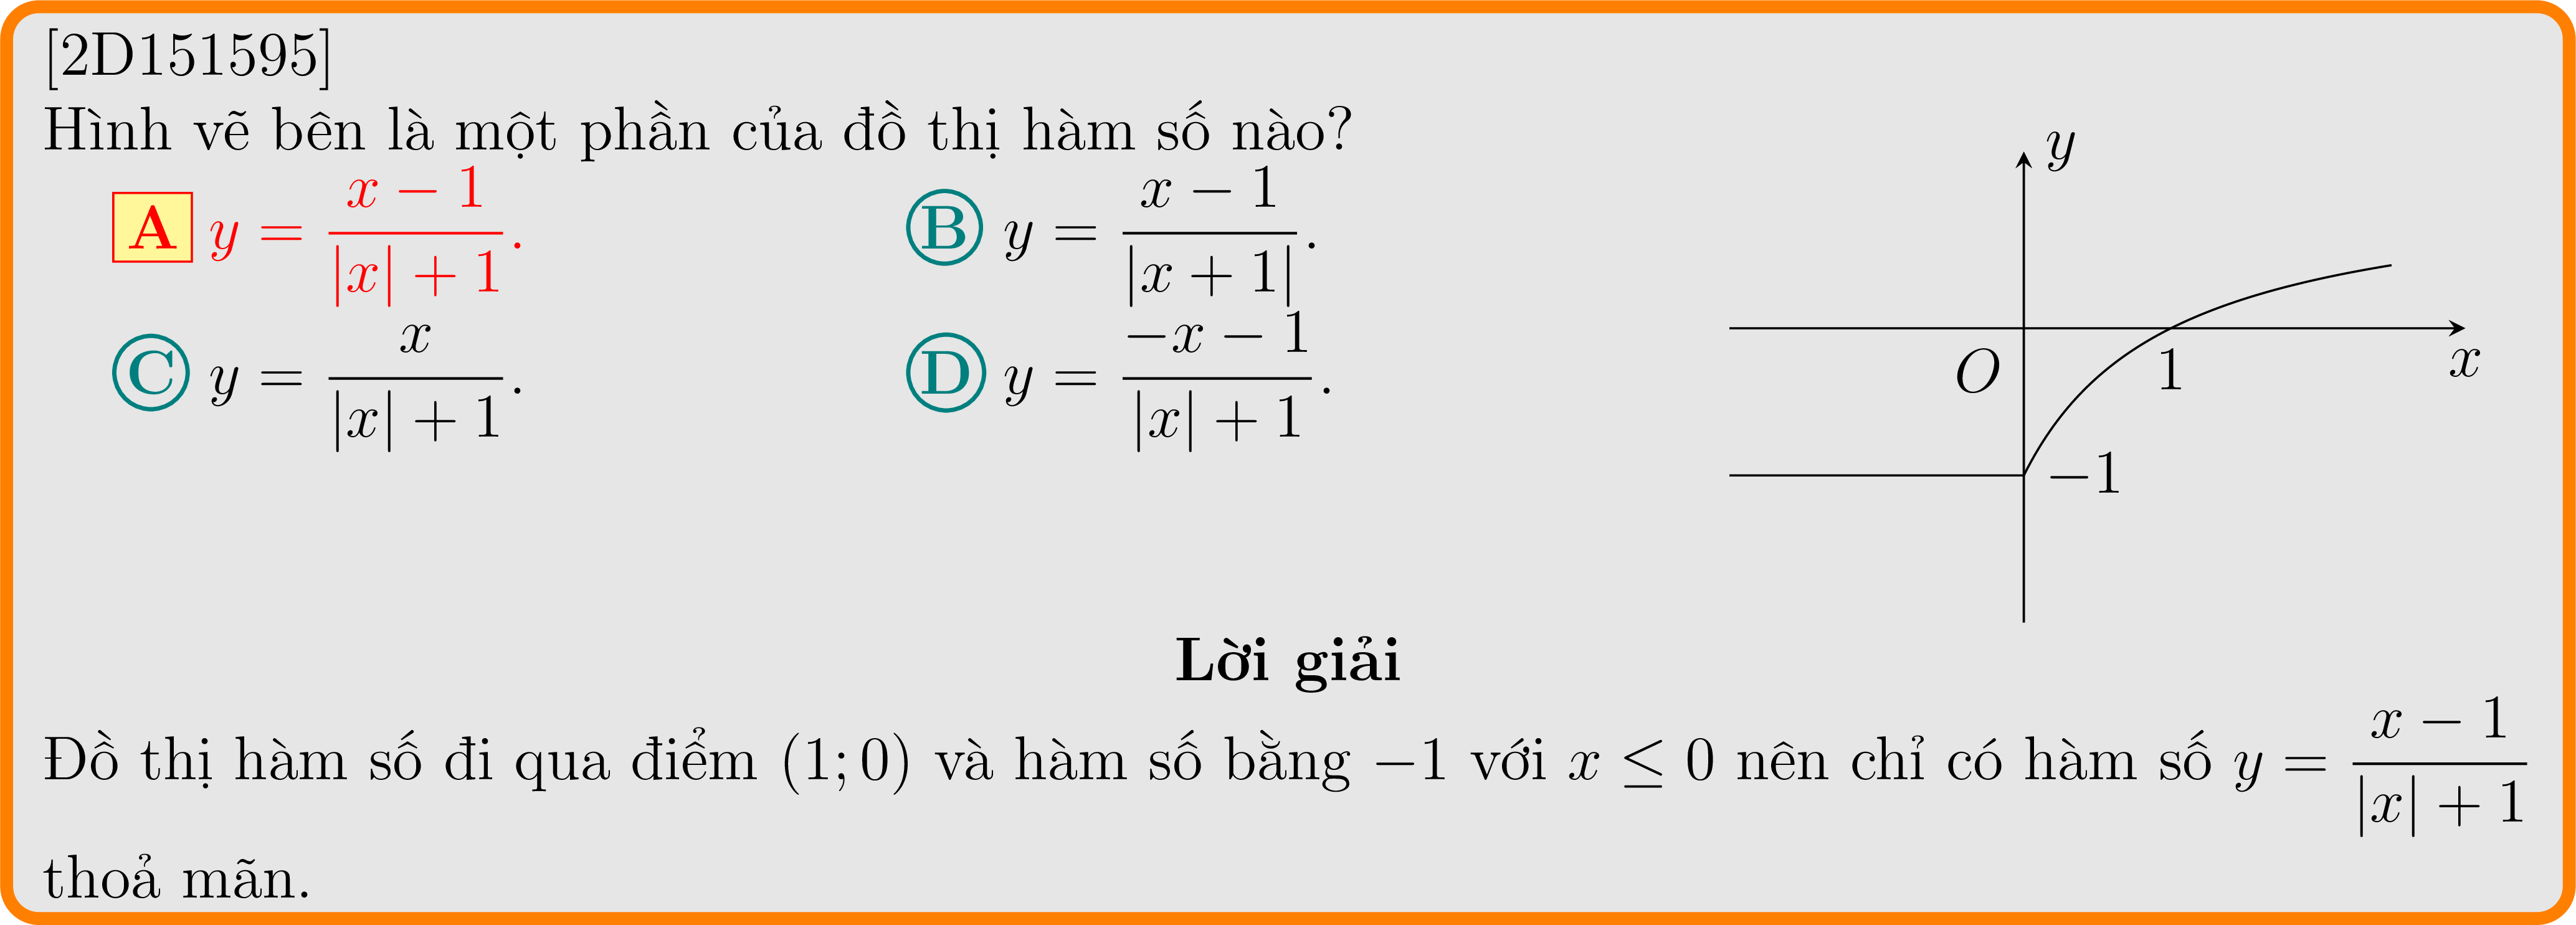 [2D151595]
Hình vẽ bên là một phần của đồ thị hàm số nào?
A y = \frac{x − 1}{|x| + 1}.
B y = \frac{x − 1}{|x + 1|}.
C y = \frac{x}{|x| + 1}.
D y = \frac{−x − 1}{|x| + 1}.
y
O
1
x
−1
Lời giải
Đồ thị hàm số đi qua điểm (1; 0) và hàm số bằng −1 với x ≤ 0 nên chỉ có hàm số y = \frac{x − 1}{|x| + 1}
thoả mãn.